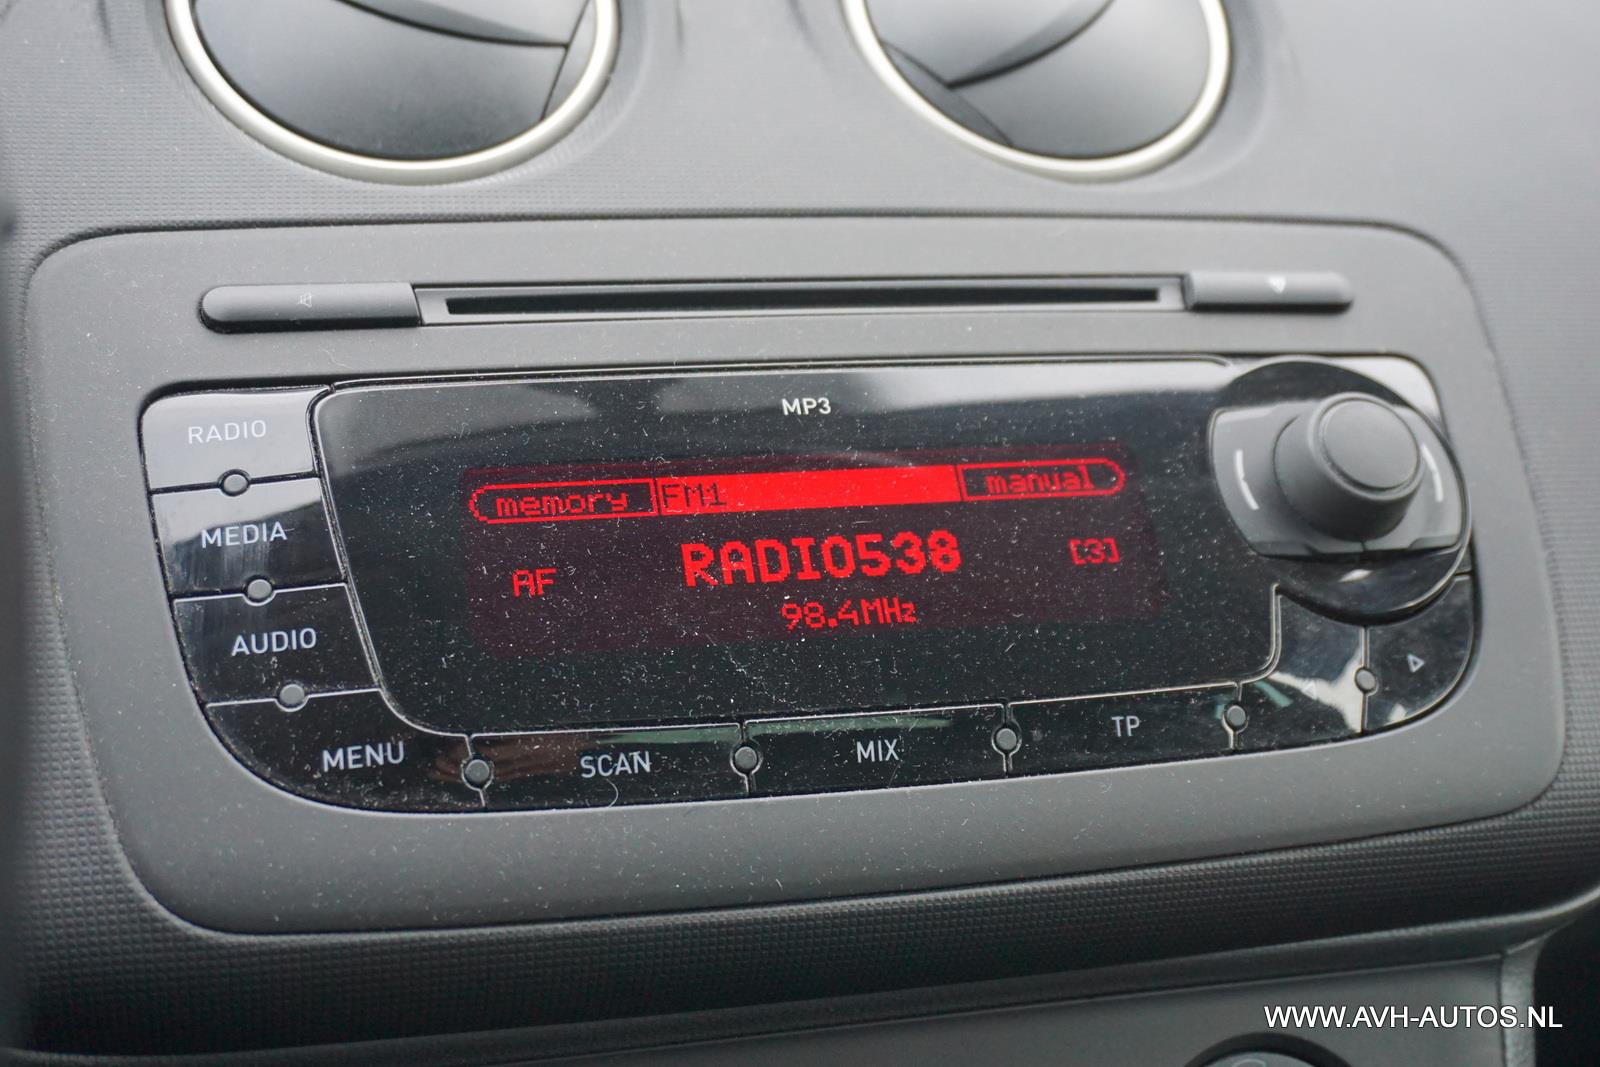 MP3
RADIO
memory FM1 manual
MEDIA
RADIO538 [3]
AF
98.4MHz
AUDIO
MENU SCAN MIX TP
WWW.AVH-AUTOS.NL